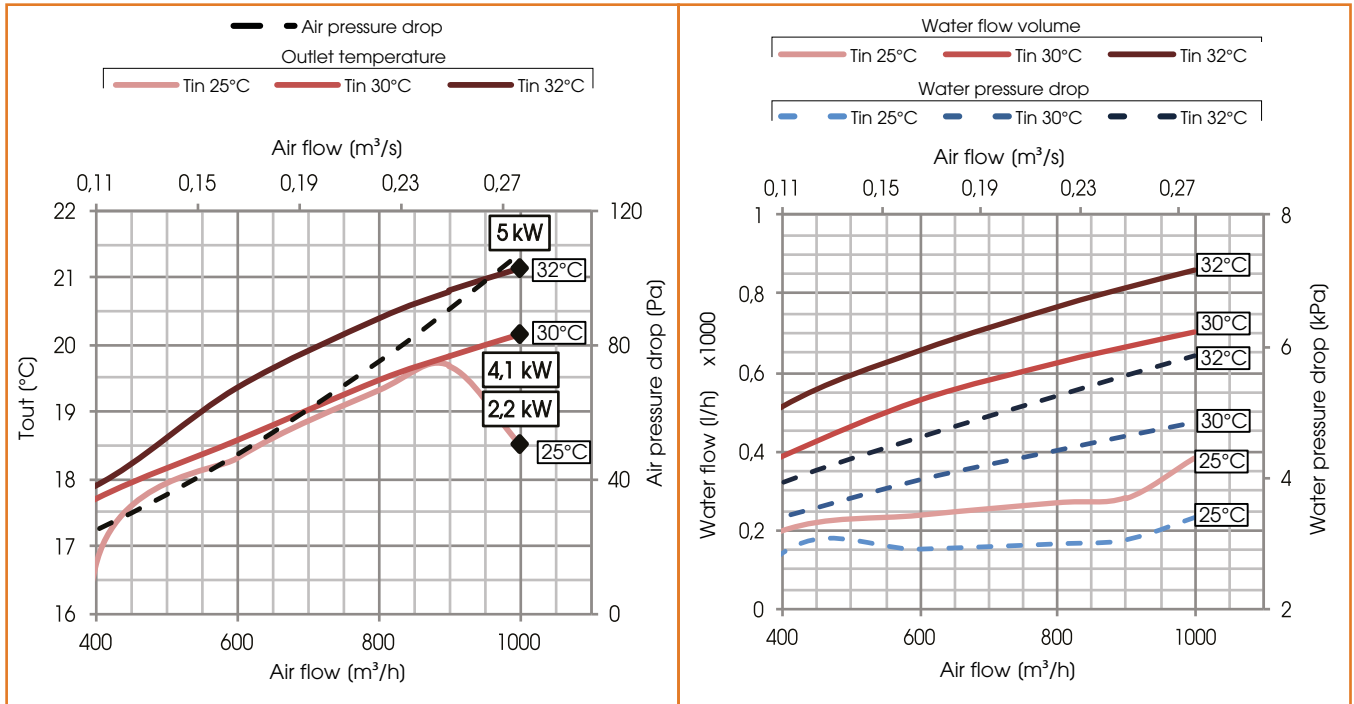 Air pressure drop
Outlet temperature
Tin 25°C Tin 30°C Tin 32°C
Air flow (m³/s)
0,11 0,15 0,19 0,23 0,27
22 120
5 kW
21 32°C
20 30°C 80
4,1 kW
19
2,2 kW
25°C
18 40
17
16 0
400 600 800 1000
Air flow (m³/h)
Tout (°C)
Air pressure drop (Pa)
Water flow volume
Tin 25°C Tin 30°C Tin 32°C
Water pressure drop
Tin 25°C Tin 30°C Tin 32°C
Air flow (m³/s)
0,11 0,15 0,19 0,23 0,27
1 8
32°C
0,8
30°C
6
32°C
0,6
30°C
0,4 25°C
4
25°C
0,2
0 2
400 600 800 1000
Air flow (m³/h)
Water flow (l/h) x1000
Water pressure drop (kPa)